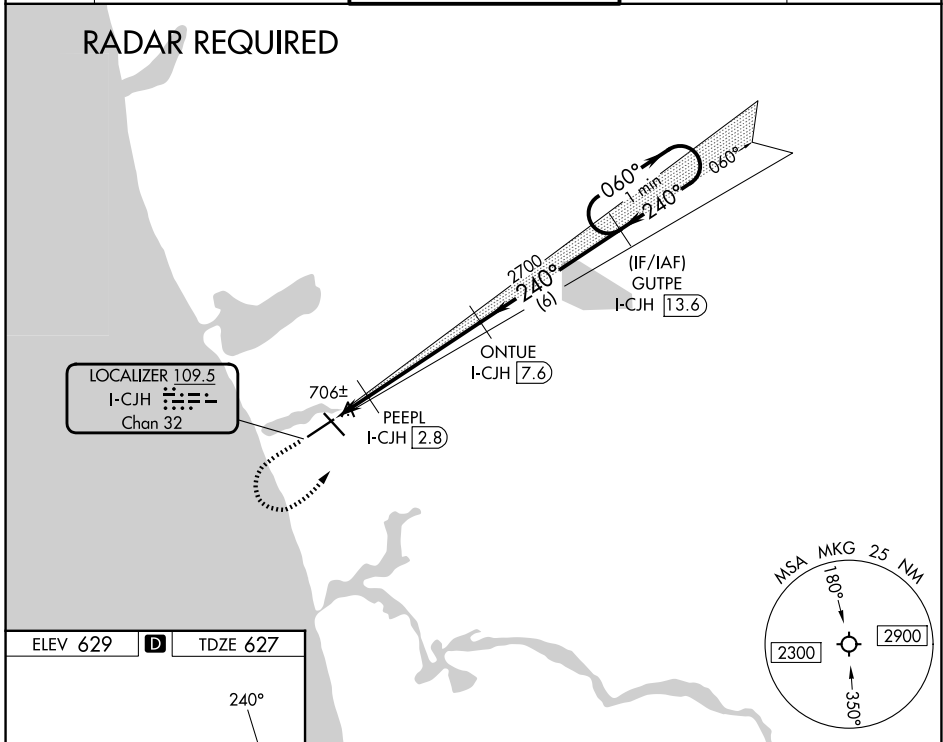 RADAR REQUIRED
060°
1 min
240°
060°
2700
240°
(6)
(IF/IAF)
GUTPE
I-CJH 13.6
ONTUE
I-CJH 7.6
LOCALIZER 109.5
I-CJH
Chan 32
706±
PEEPL
I-CJH 2.8
MSA MKG 25 NM
180°
2300
2900
350°
ELEV 629 D TDZE 627
240°